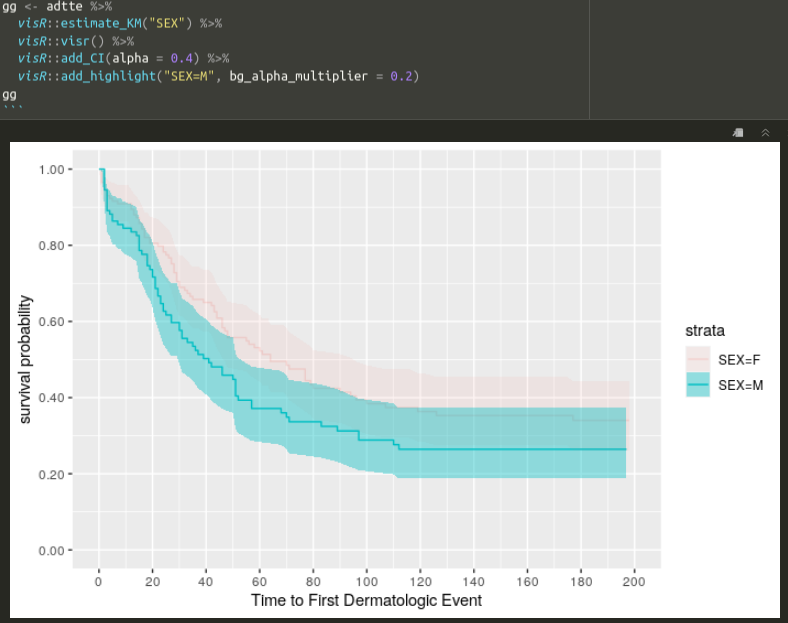 gg <- adtte %>%
visR::estimate_KM("SEX") %>%
visR::visr() %>%
visR::add_CI(alpha = 0.4) %>%
visR::add_highlight("SEX=M", bg_alpha_multiplier = 0.2)
gg
```
1.00
0.80
0.60
0.40
0.20
0.00
survival probability
0 20 40 60 80 100 120 140 160 180 200
Time to First Dermatologic Event
strata
SEX=F
SEX=M